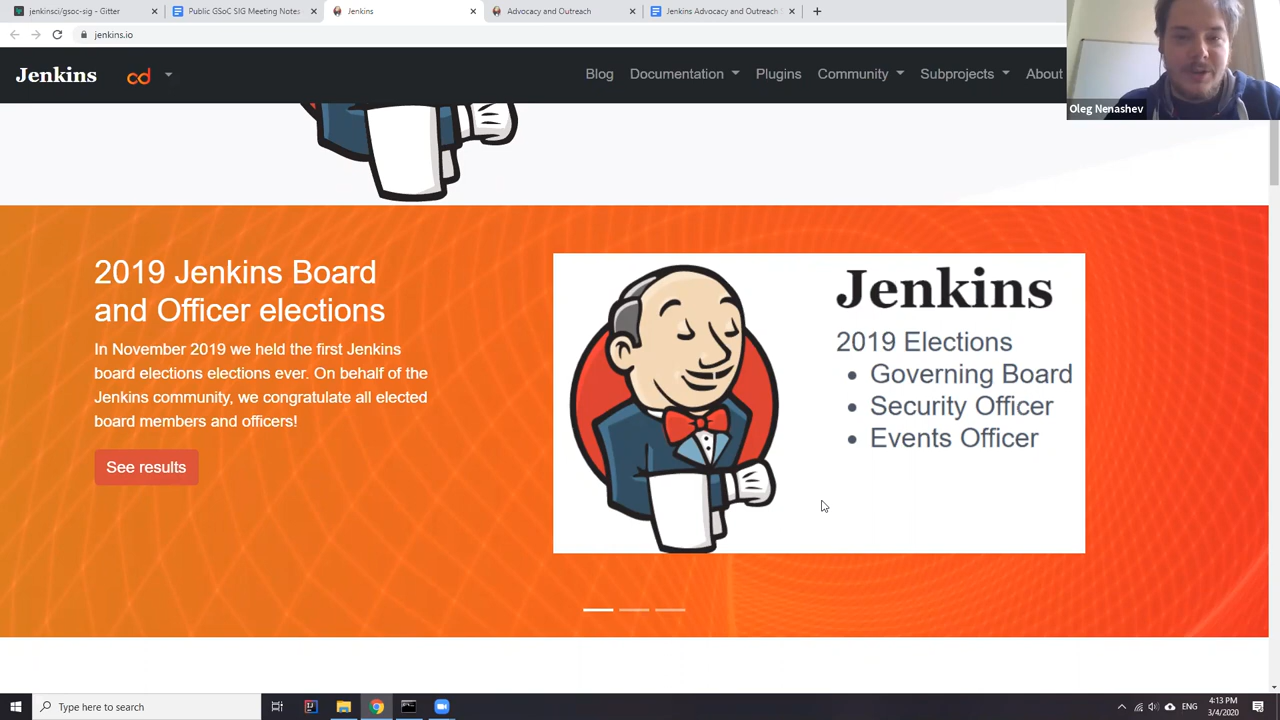 jenkinsci/gsoc-sig - Gitter
Public GSoC SIG Meeting Notes -
Jenkins
Advocacy and Outreach
Jenkins Advocacy and Outreach
jenkins.io
Jenkins
cd
Blog
Documentation
Plugins
Community
Subprojects
About
Oleg Nenashev
2019 Jenkins Board
and Officer elections
In November 2019 we held the first Jenkins
board elections elections ever. On behalf of the
Jenkins community, we congratulate all elected
board members and officers!
See results
Jenkins
2019 Elections
• Governing Board
• Security Officer
• Events Officer
Type here to search
ENG
4:13 PM
3/4/2020